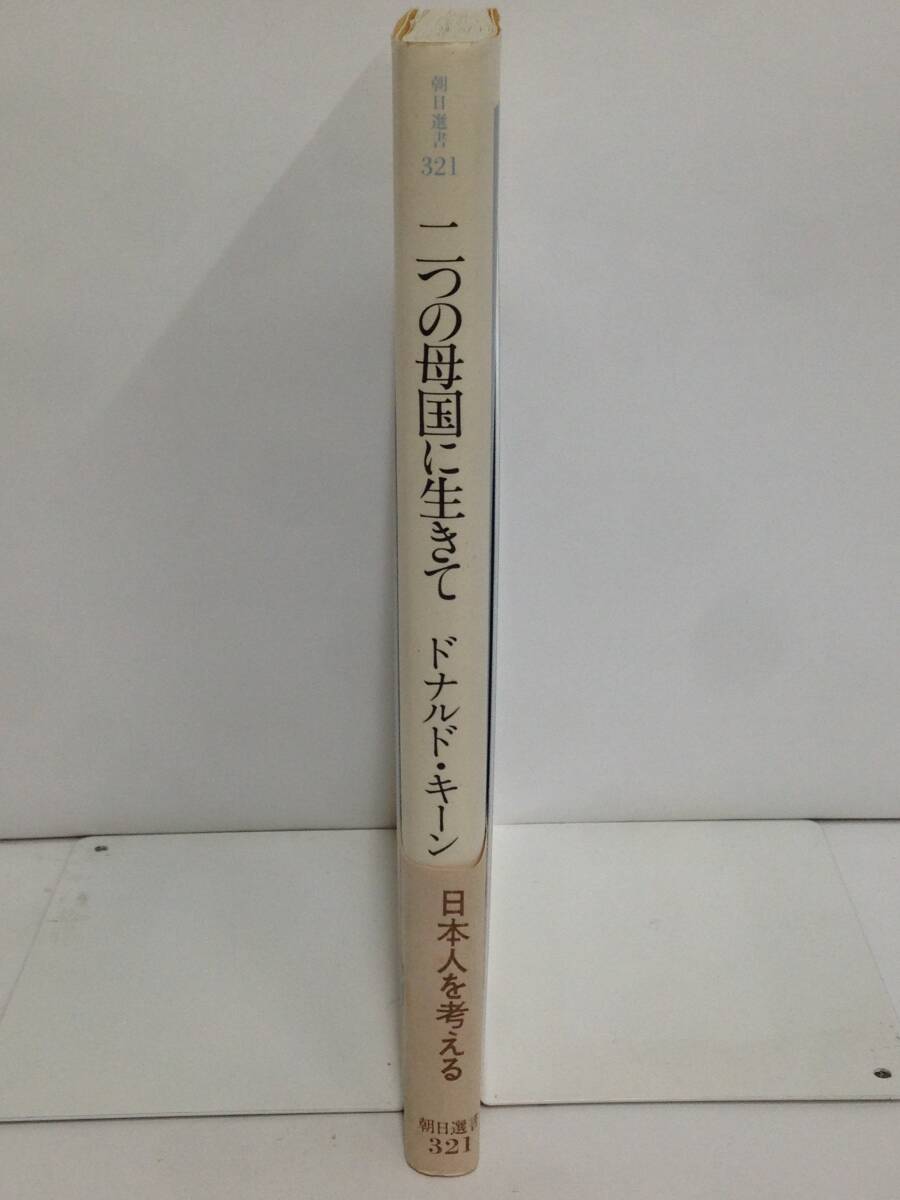 朝日選書
321
二つの母国に生きて
ドナルド・キーン
日本人を考える
朝日選書
321